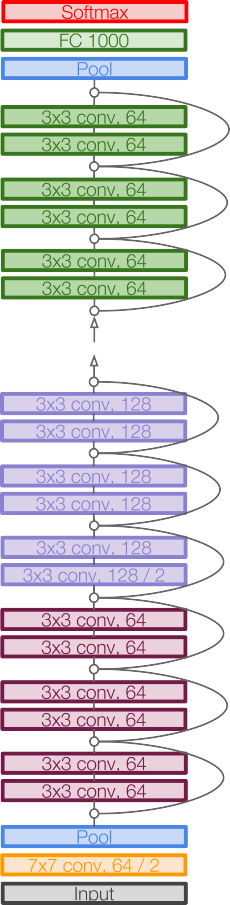 Softmax
FC 1000
Pool
3x3 conv, 64
3x3 conv, 64
3x3 conv, 64
3x3 conv, 64
3x3 conv, 64
3x3 conv, 64
3x3 conv, 128
3x3 conv, 128
3x3 conv, 128
3x3 conv, 128
3x3 conv, 128
3x3 conv, 128 / 2
3x3 conv, 64
3x3 conv, 64
3x3 conv, 64
3x3 conv, 64
3x3 conv, 64
3x3 conv, 64
Pool
7x7 conv, 64 / 2
Input